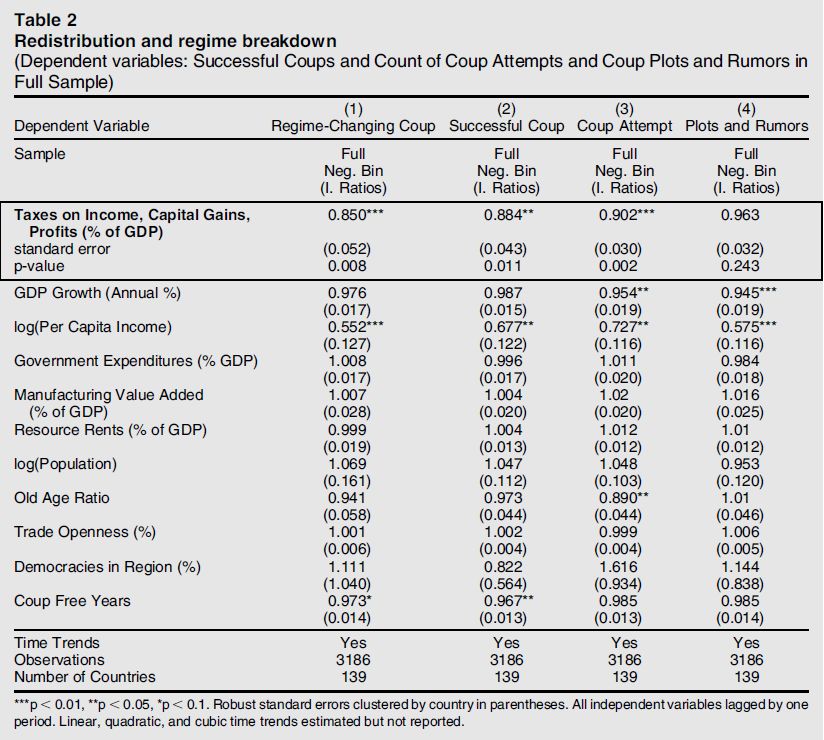 Table 2
Redistribution and regime breakdown
(Dependent variables: Successful Coups and Count of Coup Attempts and Coup Plots and Rumors in
Full Sample)
(1) (2) (3) (4)
Dependent Variable Regime-Changing Coup Successful Coup Coup Attempt Plots and Rumors
Sample Full Full Full Full
Neg. Bin Neg. Bin Neg. Bin Neg. Bin
(I. Ratios) (I. Ratios) (I. Ratios) (I. Ratios)
Taxes on Income, Capital Gains, 0.850*** 0.884** 0.902*** 0.963
Profits (% of GDP)
standard error (0.052) (0.043) (0.030) (0.032)
p-value 0.008 0.011 0.002 0.243
GDP Growth (Annual %) 0.976 0.987 0.954** 0.945***
(0.017) (0.015) (0.019) (0.019)
log(Per Capita Income) 0.552*** 0.677** 0.727** 0.575***
(0.127) (0.122) (0.116) (0.116)
Government Expenditures (% GDP) 1.008 0.996 1.011 0.984
(0.017) (0.017) (0.020) (0.018)
Manufacturing Value Added 1.007 1.004 1.02 1.016
(% of GDP) (0.028) (0.020) (0.020) (0.025)
Resource Rents (% of GDP) 0.999 1.004 1.012 1.01
(0.019) (0.013) (0.012) (0.012)
log(Population) 1.069 1.047 1.048 0.953
(0.161) (0.112) (0.103) (0.120)
Old Age Ratio 0.941 0.973 0.890** 1.01
(0.058) (0.044) (0.044) (0.046)
Trade Openness (%) 1.001 1.002 0.999 1.006
(0.006) (0.004) (0.004) (0.005)
Democracies in Region (%) 1.111 0.822 1.616 1.144
(1.040) (0.564) (0.934) (0.838)
Coup Free Years 0.973* 0.967** 0.985 0.985
(0.014) (0.013) (0.013) (0.014)
Time Trends Yes Yes Yes Yes
Observations 3186 3186 3186 3186
Number of Countries 139 139 139 139
***p < 0.01, **p < 0.05, *p < 0.1. Robust standard errors clustered by country in parentheses. All independent variables lagged by one
period. Linear, quadratic, and cubic time trends estimated but not reported.